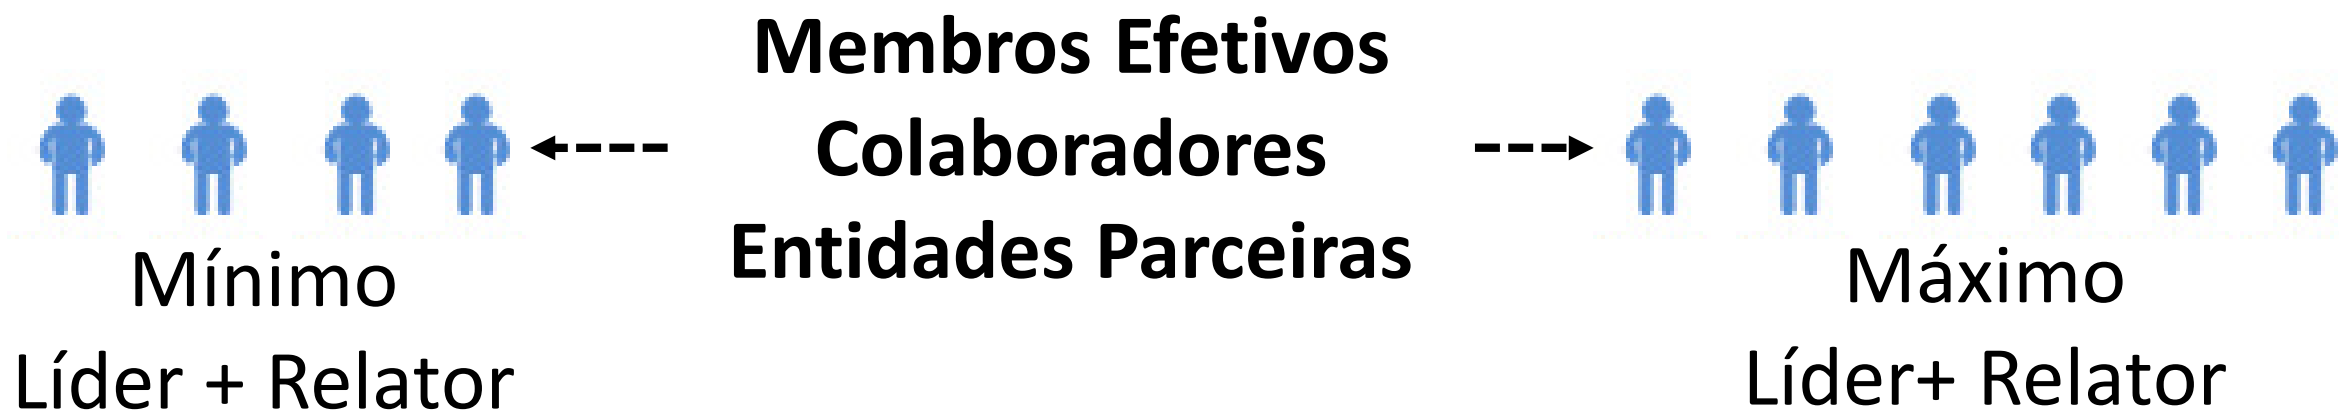 Membros Efetivos
Colaboradores
Entidades Parceiras
Mínimo
Líder + Relator
Máximo
Líder+ Relator